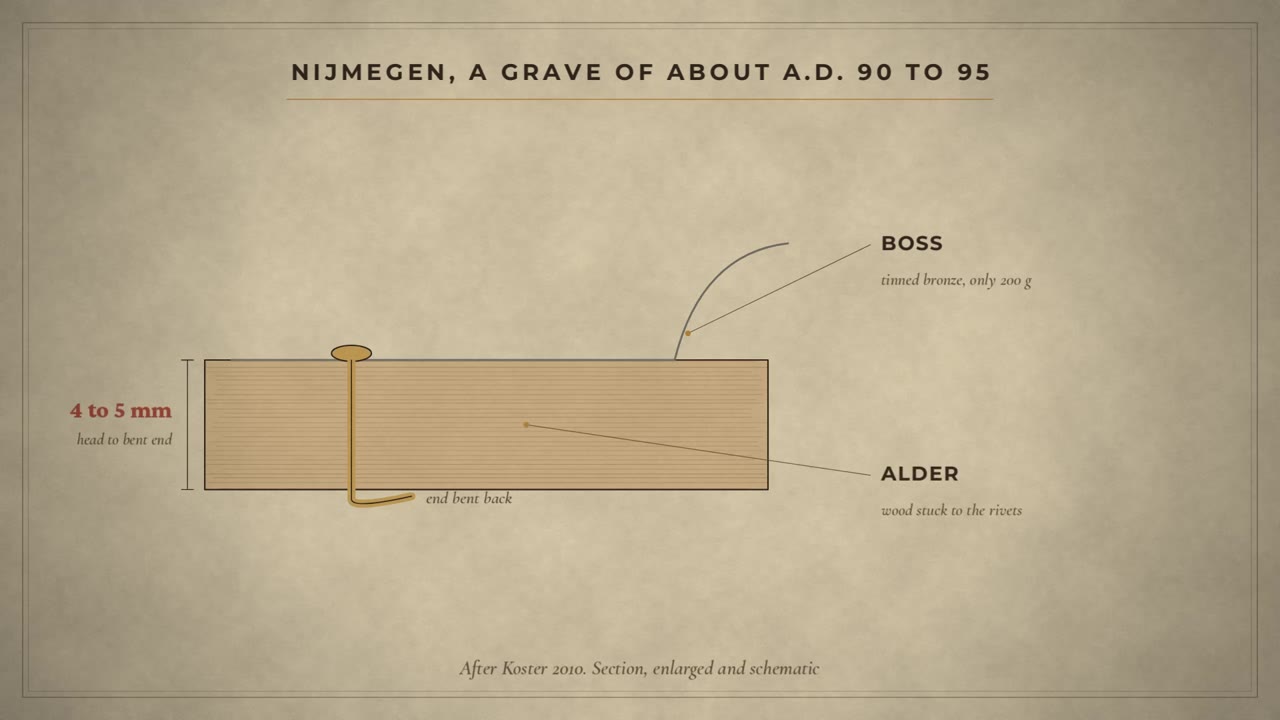 NIJMEGEN, A GRAVE OF ABOUT A.D. 90 TO 95
BOSS
tinned bronze, only 200 g
4 to 5 mm
head to bent end
ALDER
end bent back
wood stuck to the rivets
After Koster 2010. Section, enlarged and schematic